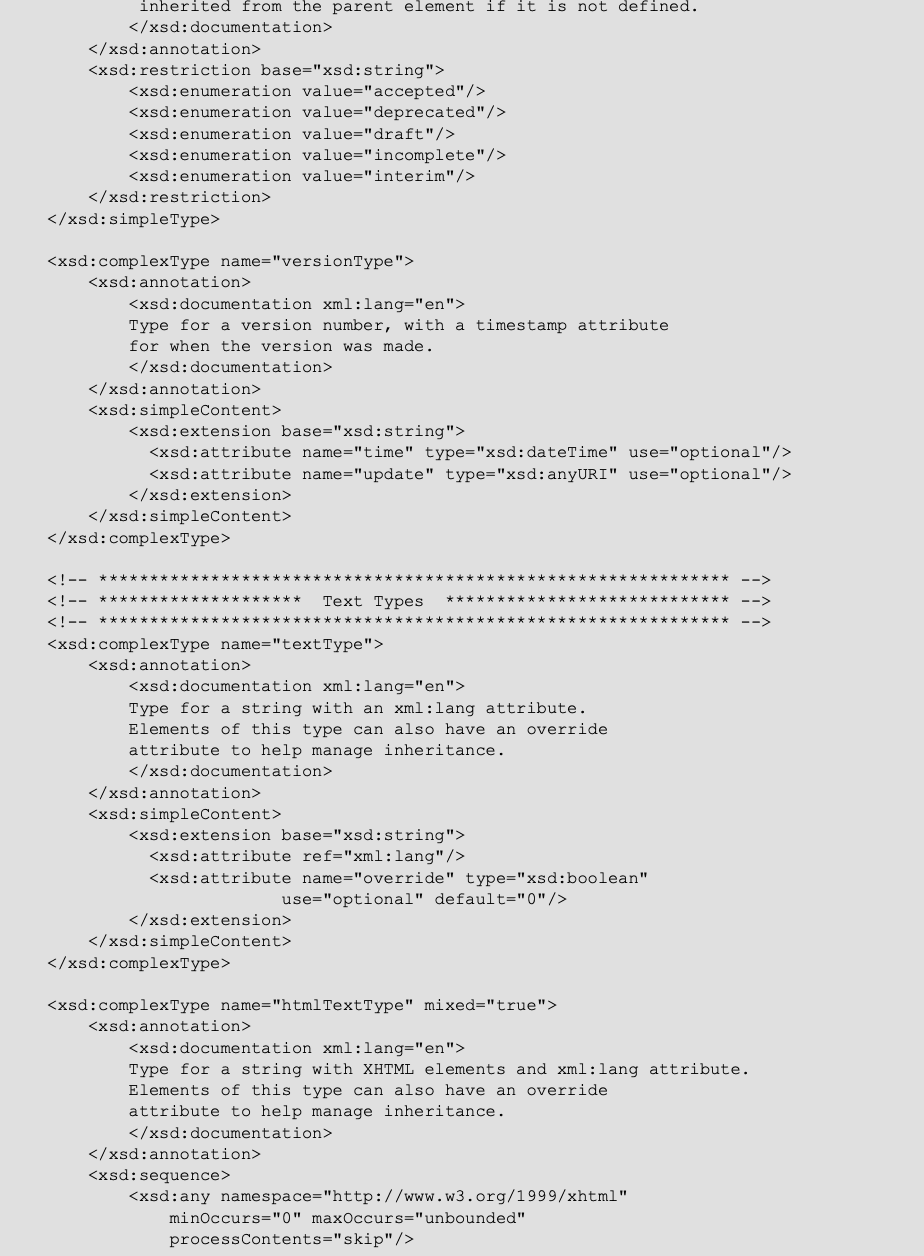 inherited from the parent element if it is not defined.
</xsd:documentation>
</xsd:annotation>
<xsd:restriction base="xsd:string">
<xsd:enumeration value="accepted"/>
<xsd:enumeration value="deprecated"/>
<xsd:enumeration value="draft"/>
<xsd:enumeration value="incomplete"/>
<xsd:enumeration value="interim"/>
</xsd:restriction>
</xsd:simpleType>
<xsd:complexType name="versionType">
<xsd:annotation>
<xsd:documentation xml:lang="en">
Type for a version number, with a timestamp attribute
for when the version was made.
</xsd:documentation>
</xsd:annotation>
<xsd:simpleContent>
<xsd:extension base="xsd:string">
<xsd:attribute name="time" type="xsd:dateTime" use="optional"/>
<xsd:attribute name="update" type="xsd:anyURI" use="optional"/>
</xsd:extension>
</xsd:simpleContent>
</xsd:complexType>
<!-- ************************************************************** -->
<!-- ********************  Text Types  **************************** -->
<!-- ************************************************************** -->
<xsd:complexType name="textType">
<xsd:annotation>
<xsd:documentation xml:lang="en">
Type for a string with an xml:lang attribute.
Elements of this type can also have an override
attribute to help manage inheritance.
</xsd:documentation>
</xsd:annotation>
<xsd:simpleContent>
<xsd:extension base="xsd:string">
<xsd:attribute ref="xml:lang"/>
<xsd:attribute name="override" type="xsd:boolean"
use="optional" default="0"/>
</xsd:extension>
</xsd:simpleContent>
</xsd:complexType>
<xsd:complexType name="htmlTextType" mixed="true">
<xsd:annotation>
<xsd:documentation xml:lang="en">
Type for a string with XHTML elements and xml:lang attribute.
Elements of this type can also have an override
attribute to help manage inheritance.
</xsd:documentation>
</xsd:annotation>
<xsd:sequence>
<xsd:any namespace="http://www.w3.org/1999/xhtml"
minOccurs="0" maxOccurs="unbounded"
processContents="skip"/>